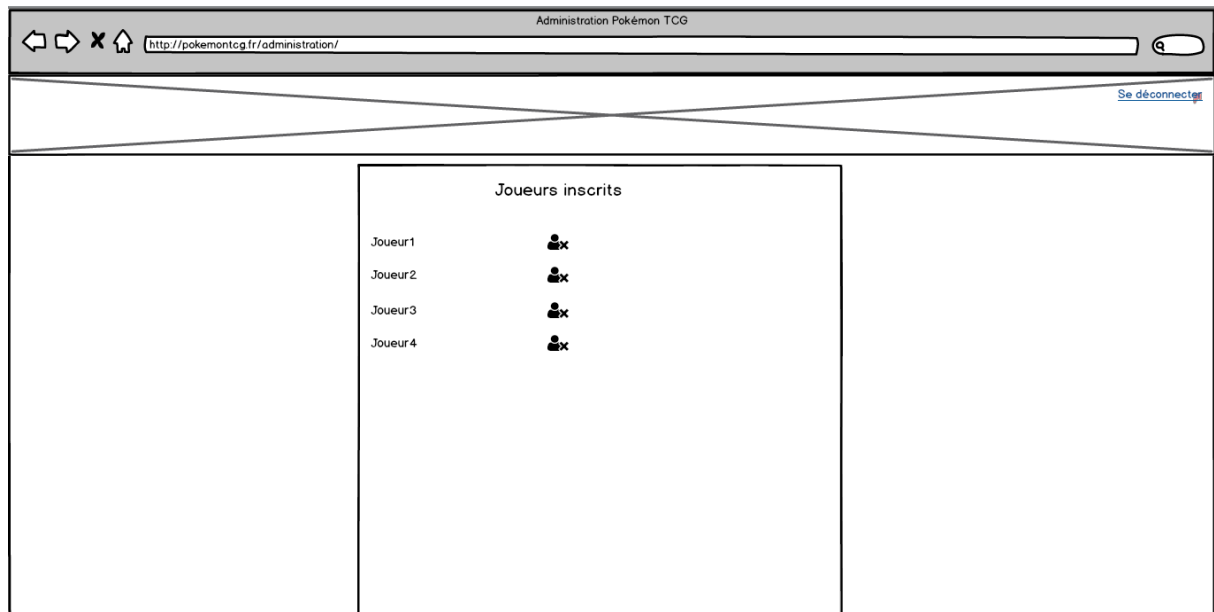 Administration Pokémon TCG
http://pokemontcg.fr/administration/
Se déconnecter
Joueurs inscrits
Joueur1
Joueur2
Joueur3
Joueur4